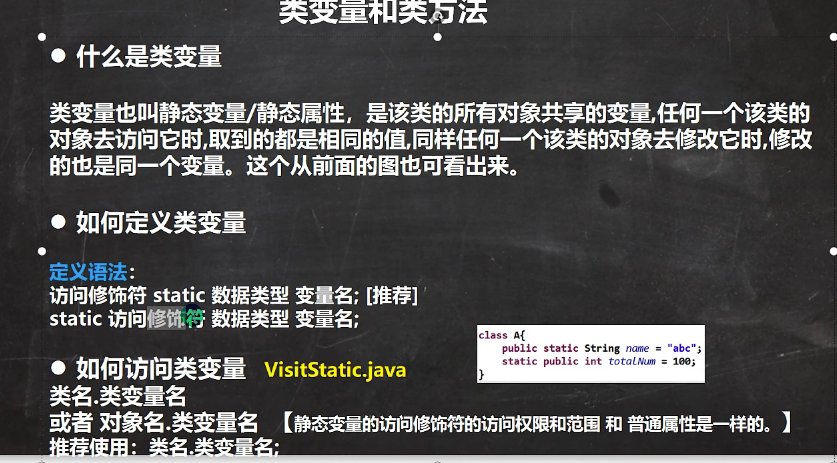 类变量和类方法
● 什么是类变量
类变量也叫静态变量/静态属性，是该类的所有对象共享的变量,任何一个该类的
对象去访问它时,取到的都是相同的值,同样任何一个该类的对象去修改它时,修改
的也是同一个变量。这个从前面的图也可看出来。
● 如何定义类变量
定义语法：
访问修饰符 static 数据类型 变量名; [推荐]
static 访问修饰符 数据类型 变量名;
class A{
public static String name = "abc";
static public int totalNum = 100;
}
● 如何访问类变量 VisitStatic.java
类名.类变量名
或者 对象名.类变量名 【静态变量的访问修饰符的访问权限和范围 和 普通属性是一样的。】
推荐使用：类名.类变量名;